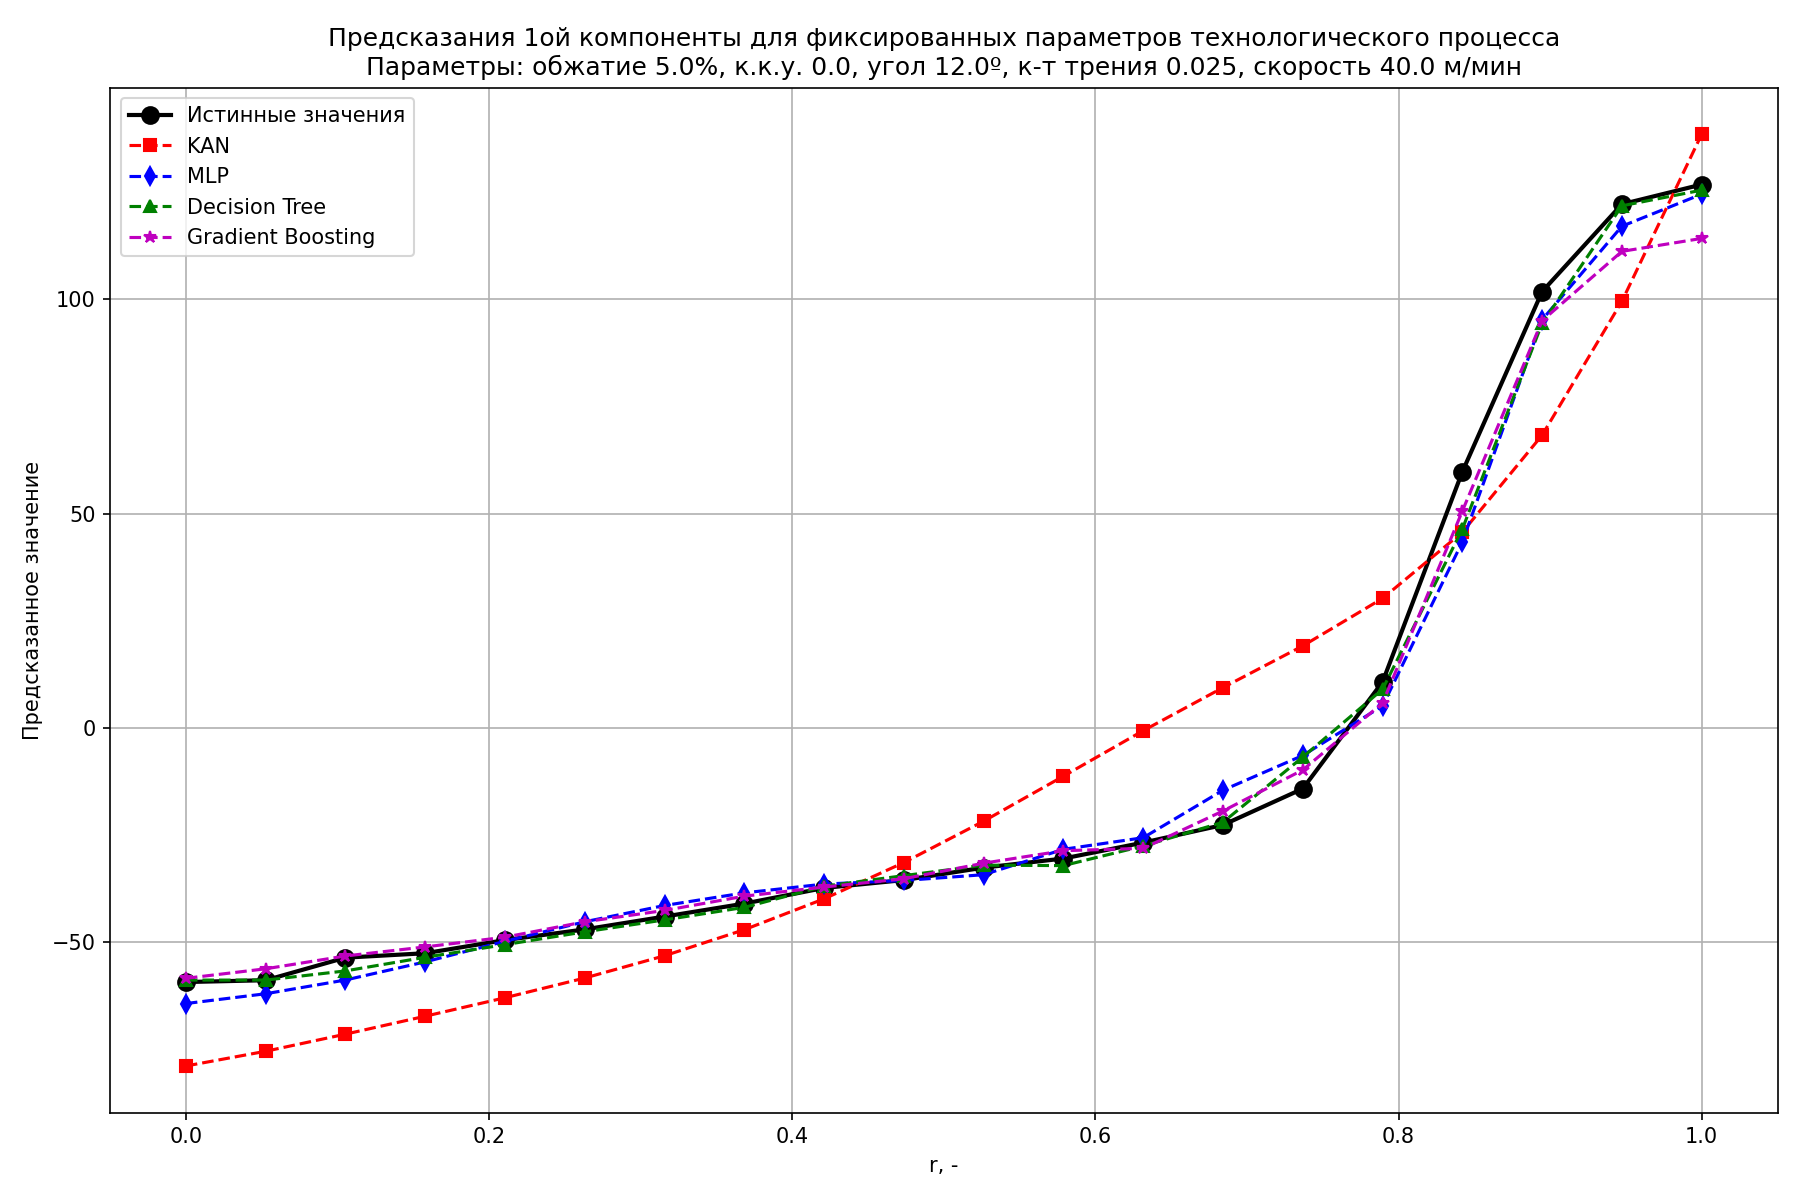 Предсказания 1ой компоненты для фиксированных параметров технологического процесса
Параметры: обжатие 5.0%, к.к.у. 0.0, угол 12.0º, к-т трения 0.025, скорость 40.0 м/мин
Истинные значения
KAN
MLP
Decision Tree
Gradient Boosting
Предсказанное значение
100
50
0
−50
0.0
0.2
0.4
0.6
0.8
1.0
r, -